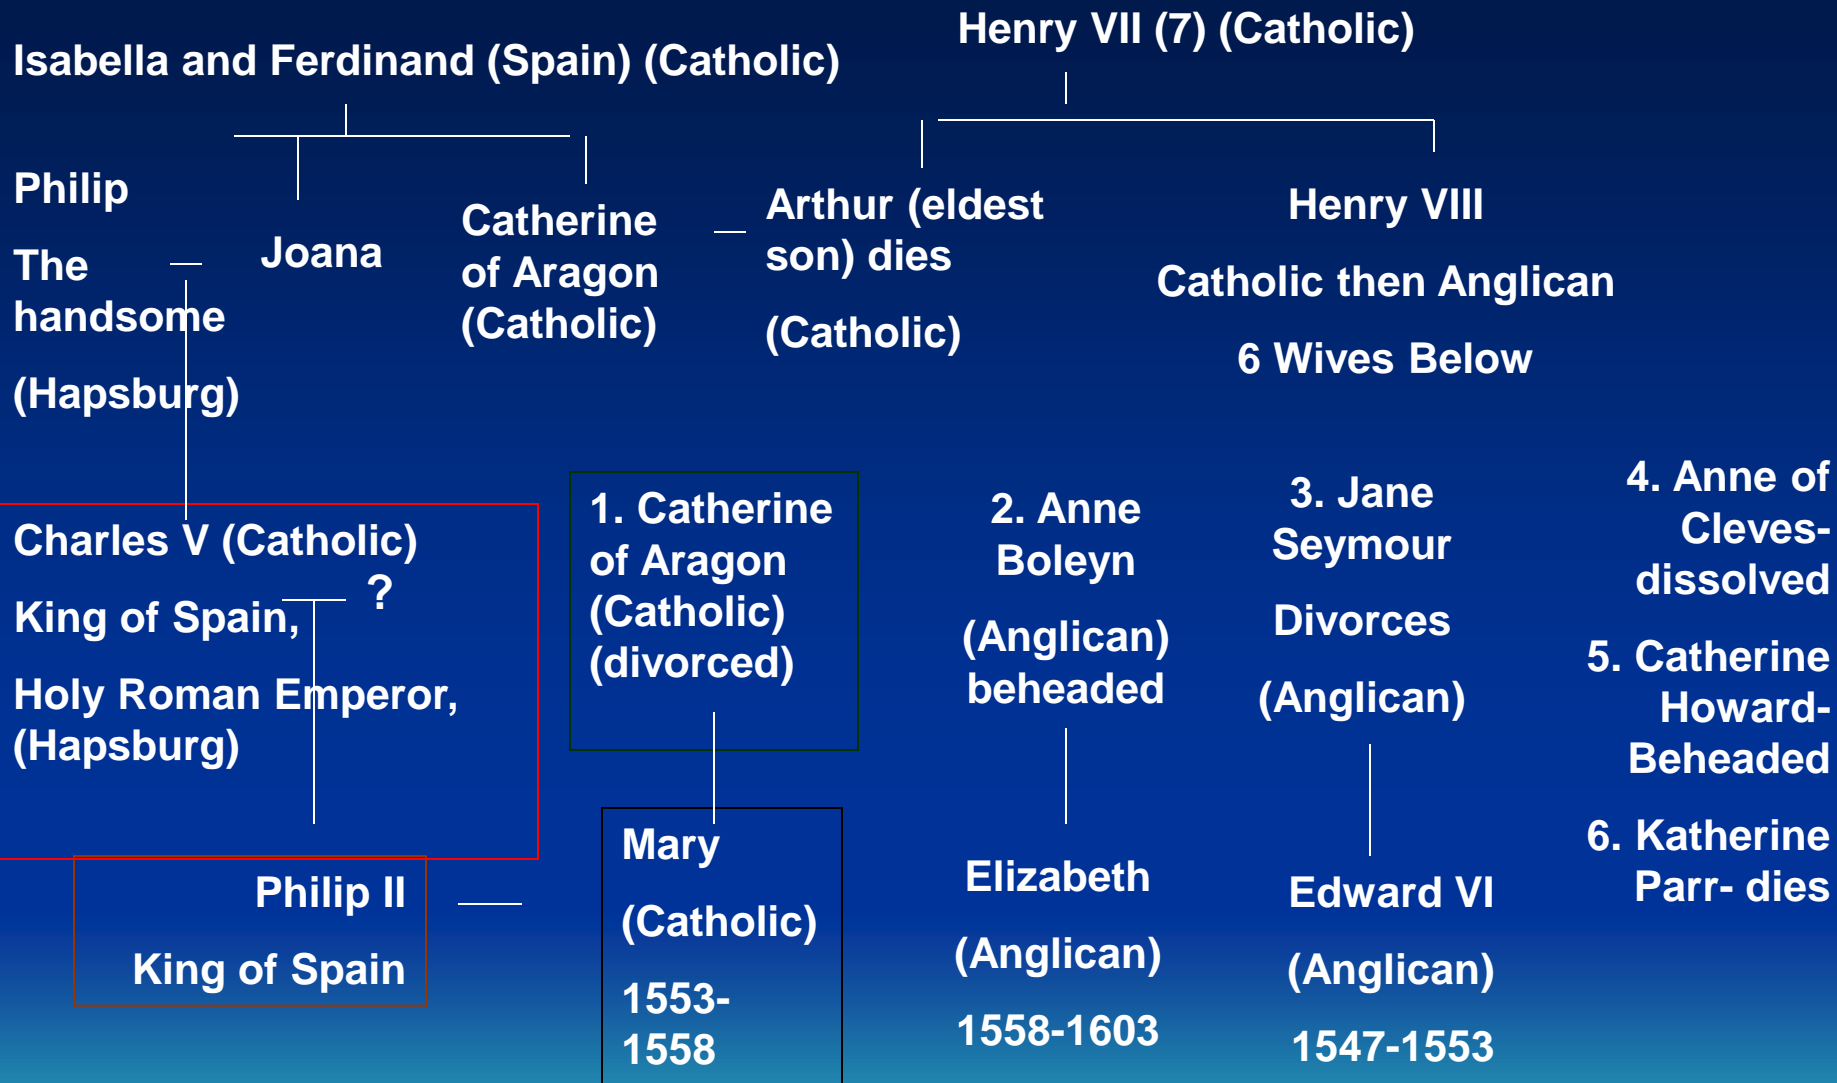 Henry VII (7) (Catholic)
Isabella and Ferdinand (Spain) (Catholic)
Philip
The
handsome
(Hapsburg)
Joana
Catherine
of Aragon
(Catholic)
Arthur (eldest
son) dies
(Catholic)
Henry VIII
Catholic then Anglican
6 Wives Below
Charles V (Catholic)
?
King of Spain,
Holy Roman Emperor,
(Hapsburg)
1. Catherine
of Aragon
(Catholic)
(divorced)
2. Anne
Boleyn
(Anglican)
beheaded
3. Jane
Seymour
Divorces
(Anglican)
4. Anne of
Cleves-
dissolved
5. Catherine
Howard-
Beheaded
6. Katherine
Parr- dies
Philip II
King of Spain
Mary
(Catholic)
1553-
1558
Elizabeth
(Anglican)
1558-1603
Edward VI
(Anglican)
1547-1553